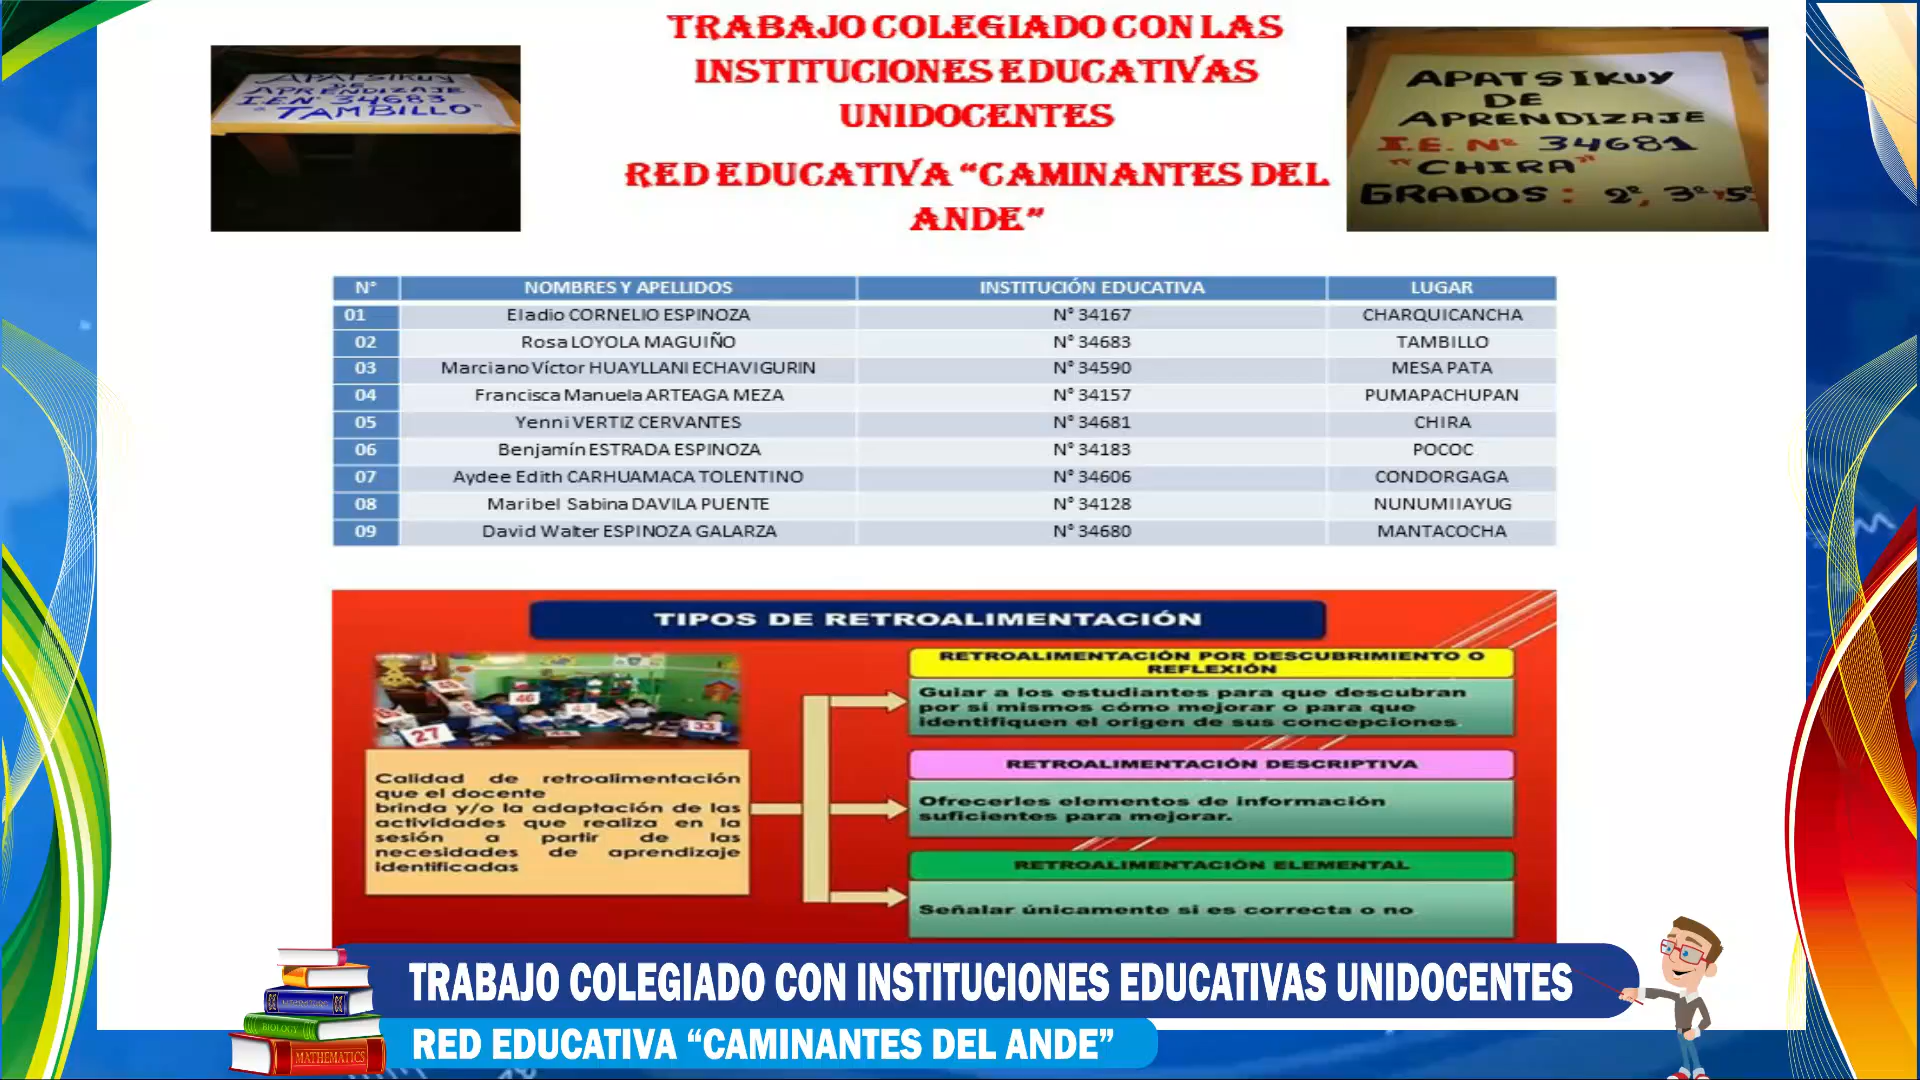 TRABAJO COLEGIADO CON LAS
INSTITUCIONES EDUCATIVAS
UNIDOCENTES
RED EDUCATIVA “CAMINANTES DEL
ANDE”
APATSIKUY
DE
APRENDIZAJE
I.E.N° 34683
"TAMBILLO"
APATSIKUY
DE
APRENDIZAJE
I.E. Nº 34681
"CHIRA"
GRADOS: 2º, 3º y 5º
N° NOMBRES Y APELLIDOS INSTITUCIÓN EDUCATIVA LUGAR
01 Eladio CORNELIO ESPINOZA N° 34167 CHARQUICANCHA
02 Rosa LOYOLA MAGUIÑO N° 34683 TAMBILLO
03 Marciano Víctor HUAYLLANI ECHAVIGURIN N° 34590 MESA PATA
04 Francisca Manuela ARTEAGA MEZA N° 34157 PUMAPACHUPAN
05 Yenni VERTIZ CERVANTES N° 34681 CHIRA
06 Benjamín ESTRADA ESPINOZA N° 34183 POCOC
07 Aydee Edith CARHUAMACA TOLENTINO N° 34606 CONDORGAGA
08 Maribel Sabina DAVILA PUENTE N° 34128 NUNUMIIAYUG
09 David Walter ESPINOZA GALARZA N° 34680 MANTACOCHA
TIPOS DE RETROALIMENTACIÓN
46
27
33
Calidad de retroalimentación
que el docente
brinda y/o la adaptación de las
actividades que realiza en la
sesión a partir de las
necesidades de aprendizaje
identificadas
RETROALIMENTACIÓN POR DESCUBRIMIENTO O
REFLEXIÓN
Guiar a los estudiantes para que descubran
por sí mismos cómo mejorar o para que
identifiquen el origen de sus concepciones
RETROALIMENTACIÓN DESCRIPTIVA
Ofrecerles elementos de información
suficientes para mejorar.
RETROALIMENTACIÓN ELEMENTAL
Señalar únicamente si es correcta o no
TRABAJO COLEGIADO CON INSTITUCIONES EDUCATIVAS UNIDOCENTES
RED EDUCATIVA “CAMINANTES DEL ANDE”
BIOLOGY
MATHEMATICS